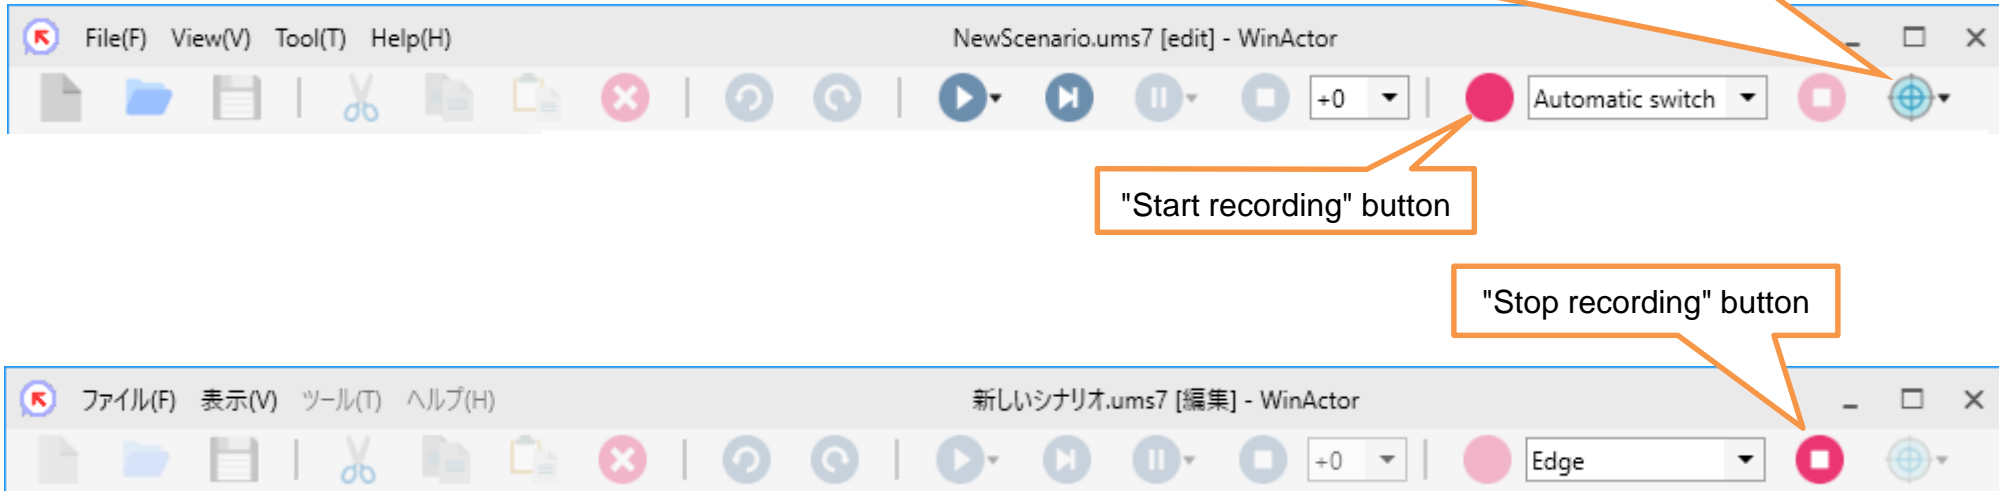 File(F) View(V) Tool(T) Help(H) NewScenario.ums7 [edit] - WinActor
+0 Automatic switch
"Start recording" button
"Stop recording" button
ファイル(F) 表示(V) ツール(T) ヘルプ(H) 新しいシナリオ.ums7 [編集] - WinActor
+0 Edge